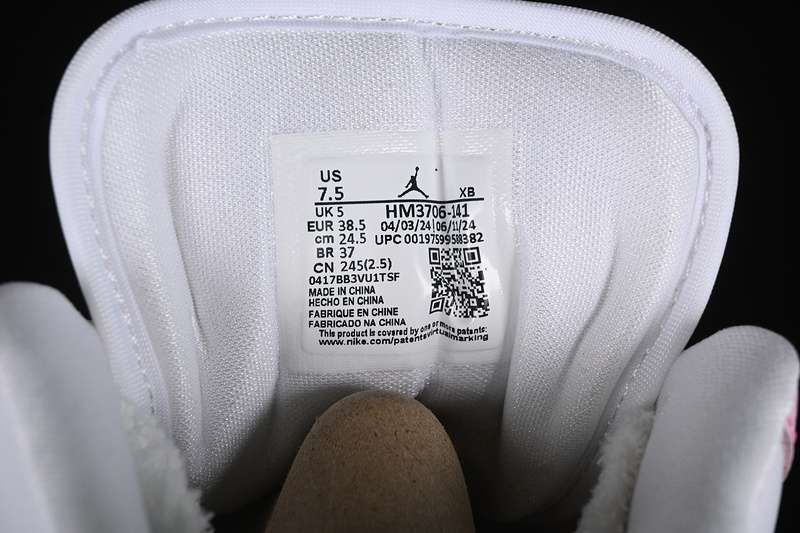 US
7.5 XB
UK 5 HM3706-141
EUR 38.5 04/03/24 06/11/24
cm 24.5 UPC 00197599588382
BR 37
CN 245(2.5)
0417BB3VU1TSF
MADE IN CHINA
HECHO EN CHINA
FABRIQUE EN CHINE
FABRICADO NA CHINA
This product is covered by one or more patents:
www.nike.com/patentsvirtualmarking